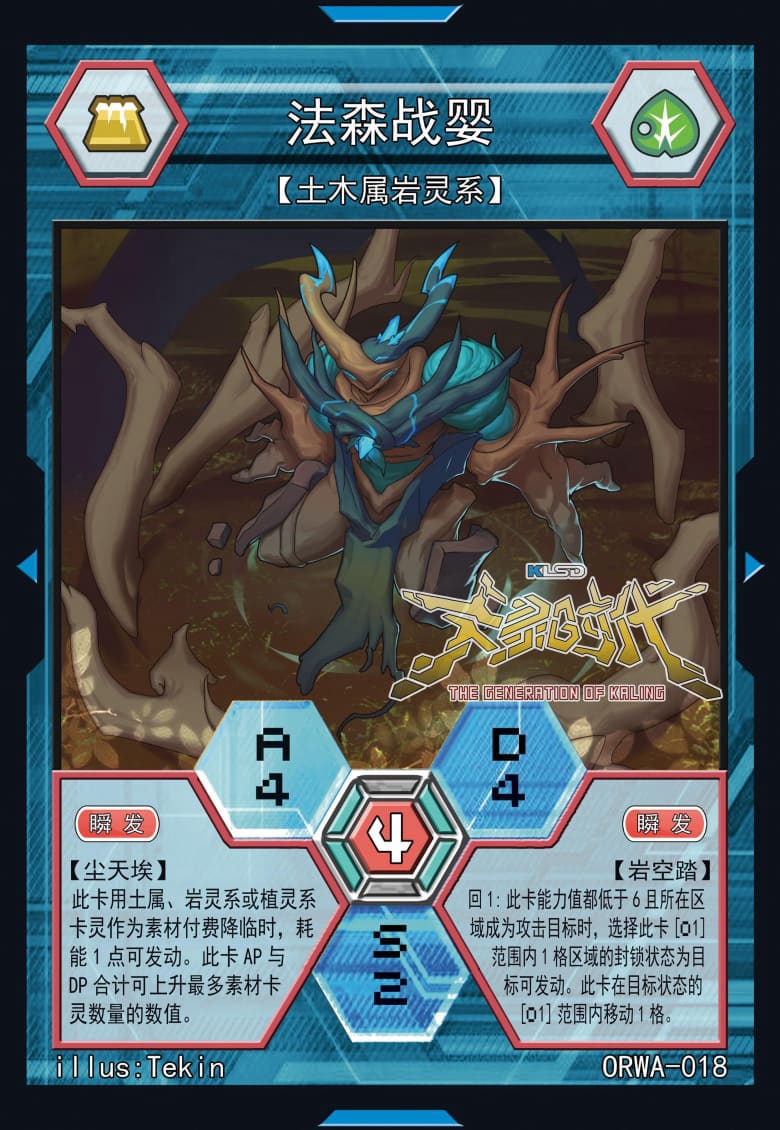 法森战婴
【土木属岩灵系】
KLSD
卡灵时代
THE GENERATION OF KALING
A
4
D
4
4
S
2
瞬发
【尘天埃】
此卡用土属、岩灵系或植灵系
卡灵作为素材付费降临时，耗
能1点可发动。此卡AP与
DP合计可上升最多素材卡
灵数量的数值。
瞬发
【岩空踏】
回1:此卡能力值都低于6且所在区
域成为攻击目标时，选择此卡[O1]
范围内1格区域的封锁状态为目
标可发动。此卡在目标状态的
[O1]范围内移动1格。
illus:Tekin
ORWA-018